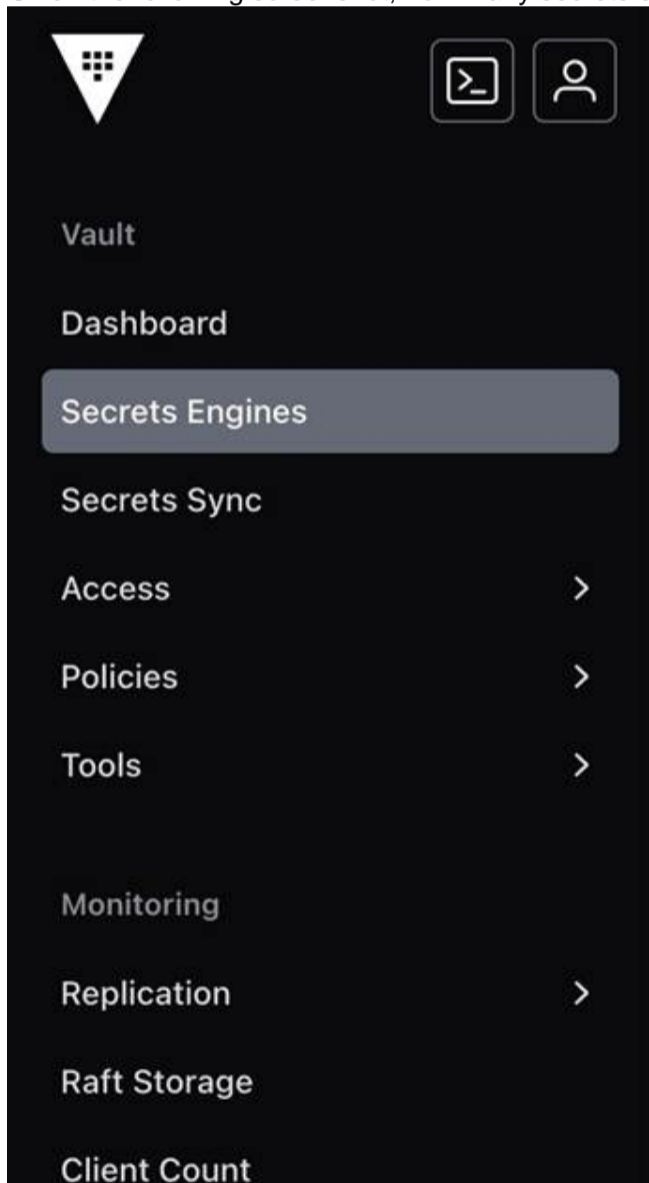 Vault
Dashboard
Secrets Engines
Secrets Sync
Access
Policies
Tools
Monitoring
Replication
Raft Storage
Client Count